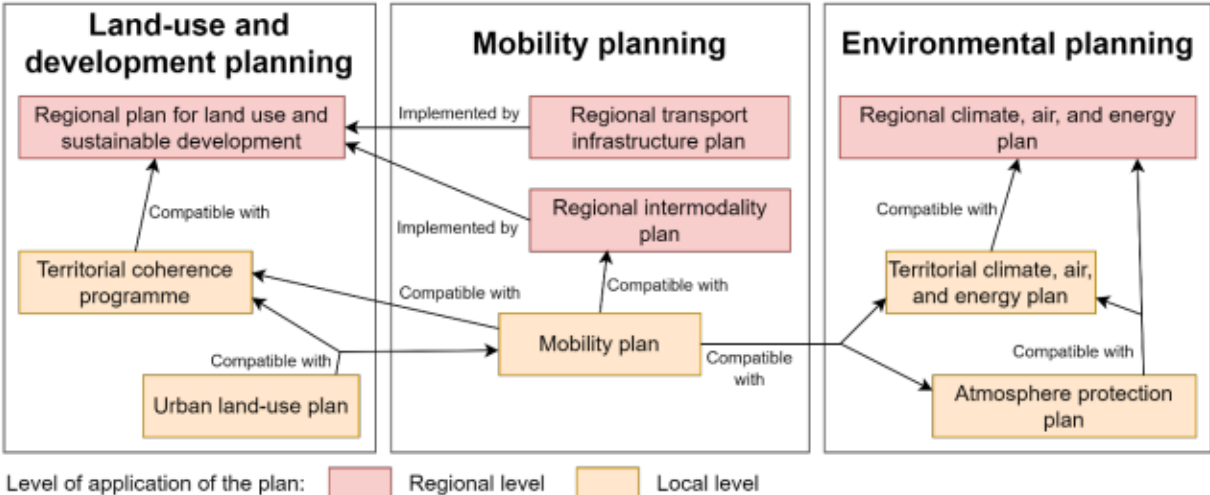 Land-use and
development planning
Regional plan for land use and
sustainable development
Compatible with
Territorial coherence
programme
Compatible with
Urban land-use plan
Mobility planning
Implemented by
Regional transport
infrastructure plan
Regional intermodality
plan
Implemented by
Compatible with
Compatible with
Mobility plan
Compatible
with
Environmental planning
Regional climate, air, and energy
plan
Compatible with
Territorial climate, air,
and energy plan
Compatible with
Atmosphere protection
plan
Level of application of the plan:
Regional level
Local level